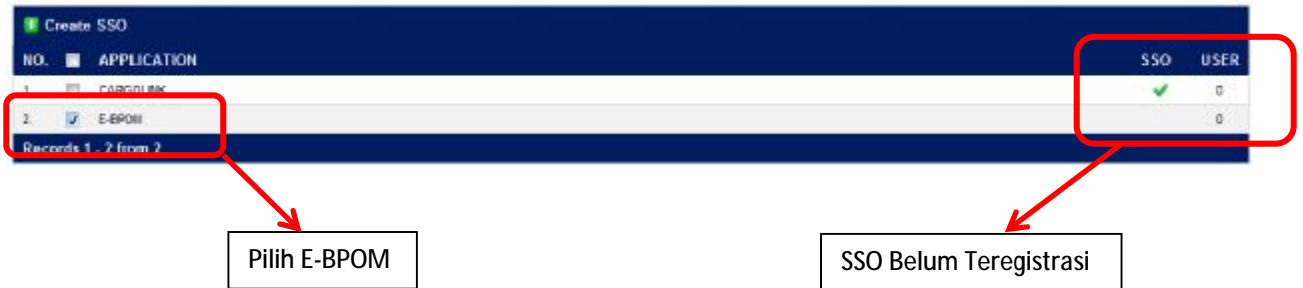 Create SSO
NO. APPLICATION SSO USER
1. CARGOLINK 0
2. E-BPOM 0
Records 1 - 2 from 2
Pilih E-BPOM
SSO Belum Teregistrasi